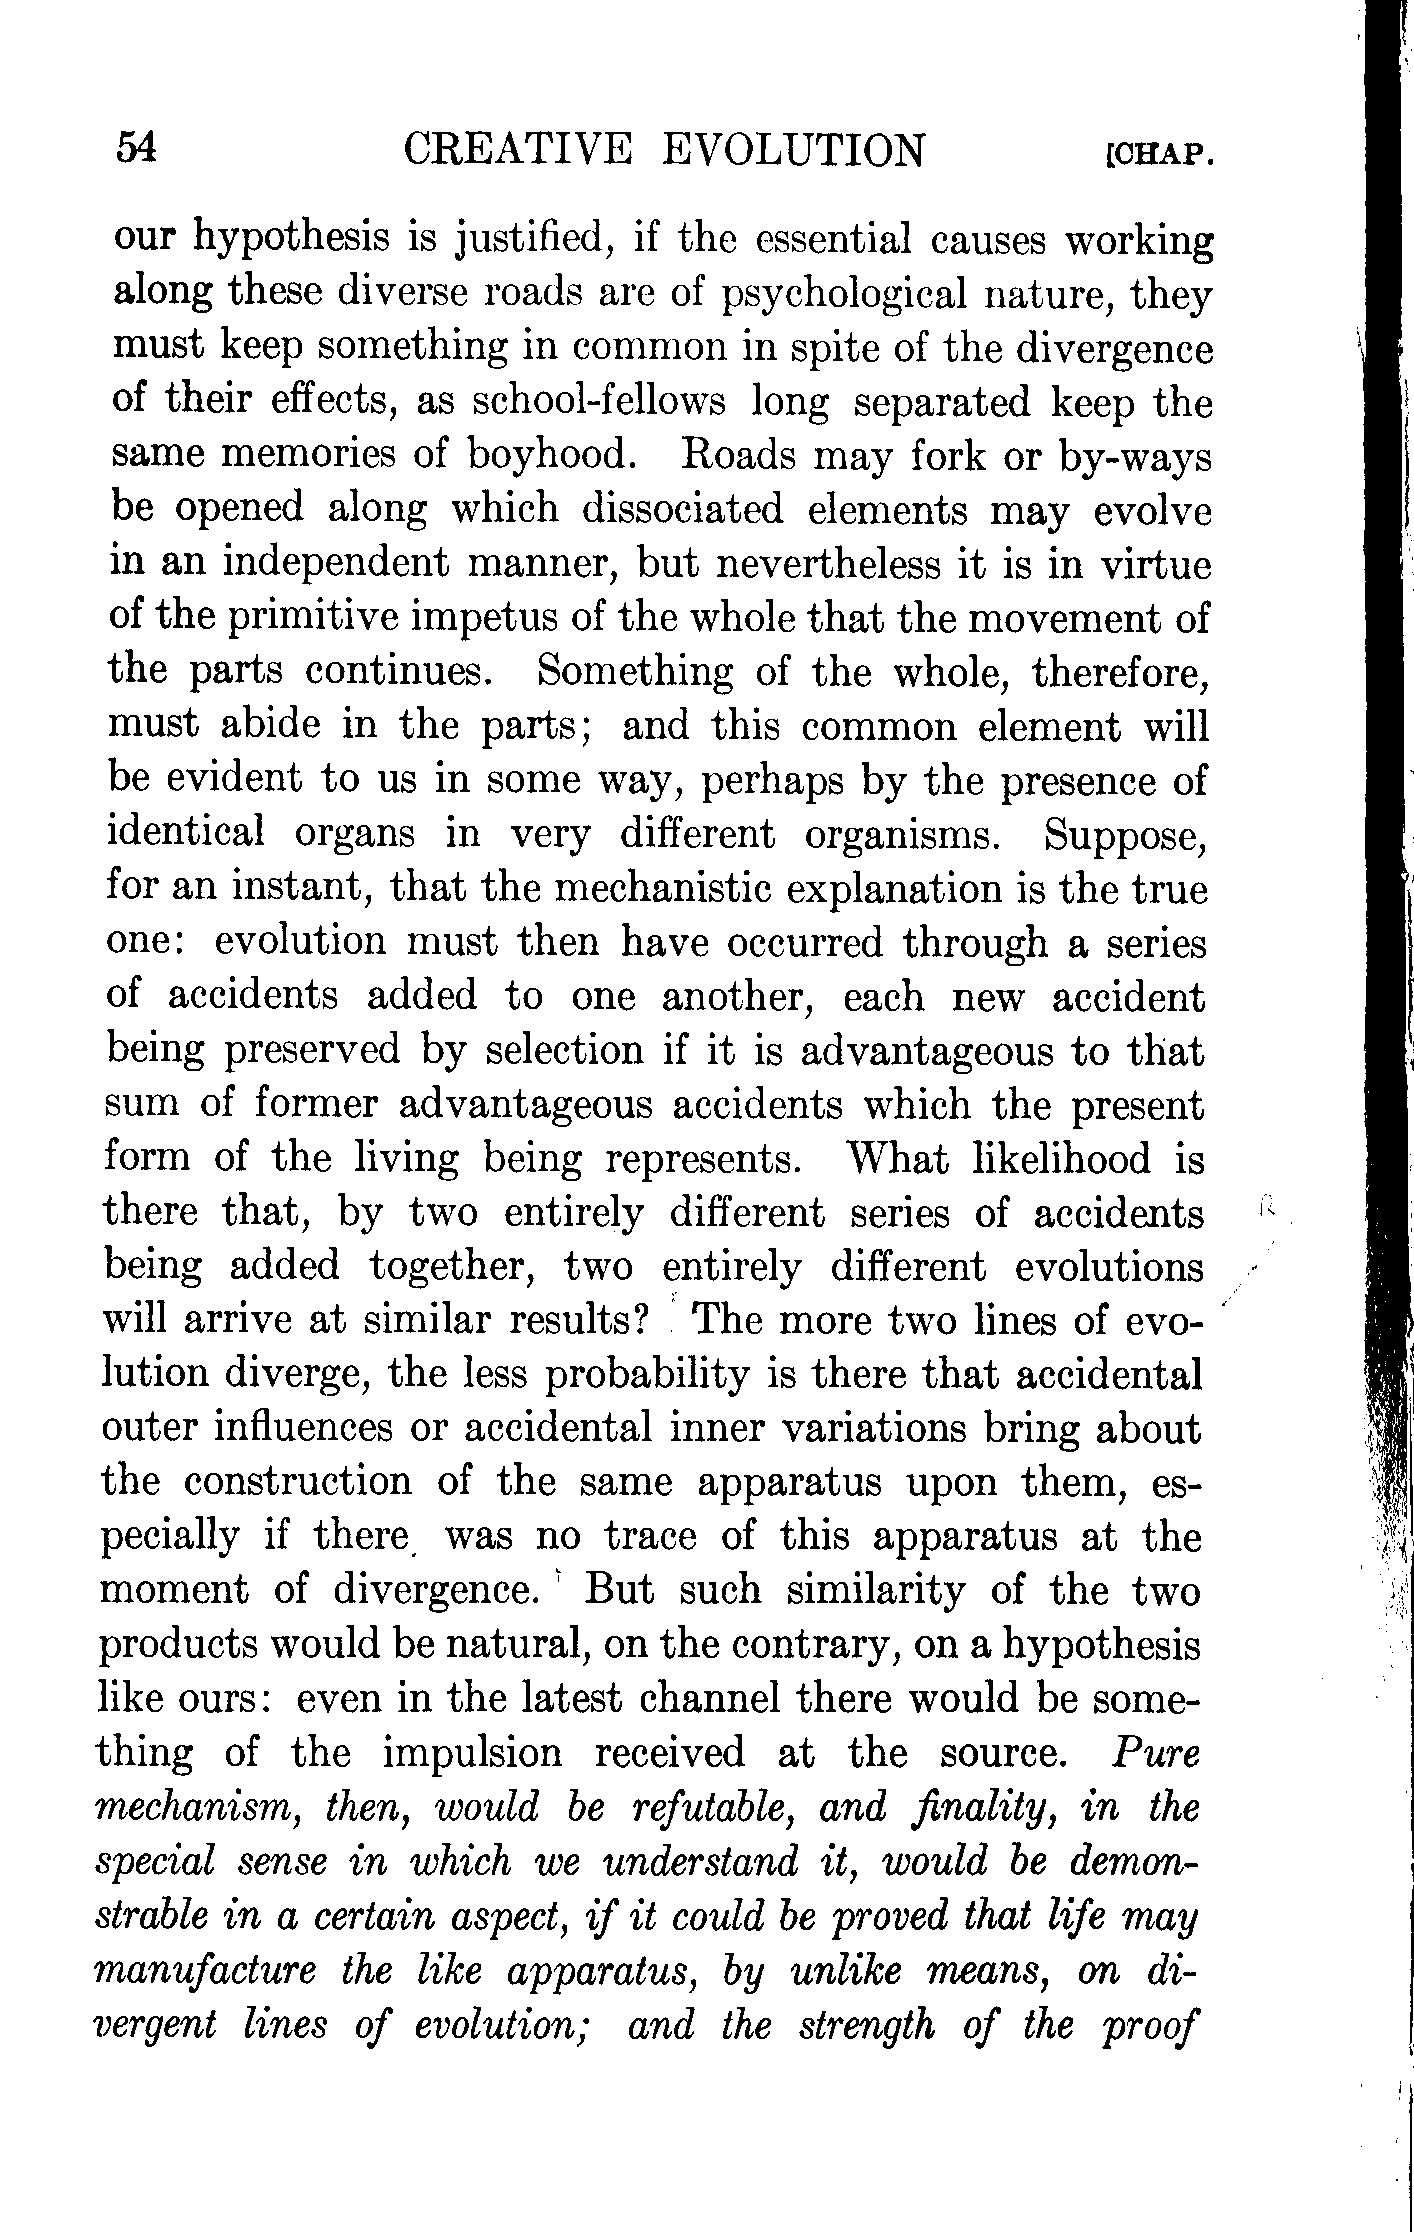 54 CREATIVE EVOLUTION [CHAP.
our hypothesis is justified, if the essential causes working
along these diverse roads are of psychological nature, they
must keep something in common in spite of the divergence
of their effects, as school-fellows long separated keep the
same memories of boyhood. Roads may fork or by-ways
be opened along which dissociated elements may evolve
in an independent manner, but nevertheless it is in virtue
of the primitive impetus of the whole that the movement of
the parts continues. Something of the whole, therefore,
must abide in the parts; and this common element will
be evident to us in some way, perhaps by the presence of
identical organs in very different organisms. Suppose,
for an instant, that the mechanistic explanation is the true
one: evolution must then have occurred through a series
of accidents added to one another, each new accident
being preserved by selection if it is advantageous to that
sum of former advantageous accidents which the present
form of the living being represents. What likelihood is
there that, by two entirely different series of accidents
being added together, two entirely different evolutions
will arrive at similar results? The more two lines of evo-
lution diverge, the less probability is there that accidental
outer influences or accidental inner variations bring about
the construction of the same apparatus upon them, es-
pecially if there was no trace of this apparatus at the
moment of divergence. But such similarity of the two
products would be natural, on the contrary, on a hypothesis
like ours: even in the latest channel there would be some-
thing of the impulsion received at the source. Pure
mechanism, then, would be refutable, and finality, in the
special sense in which we understand it, would be demon-
strable in a certain aspect, if it could be proved that life may
manufacture the like apparatus, by unlike means, on di-
vergent lines of evolution; and the strength of the proof